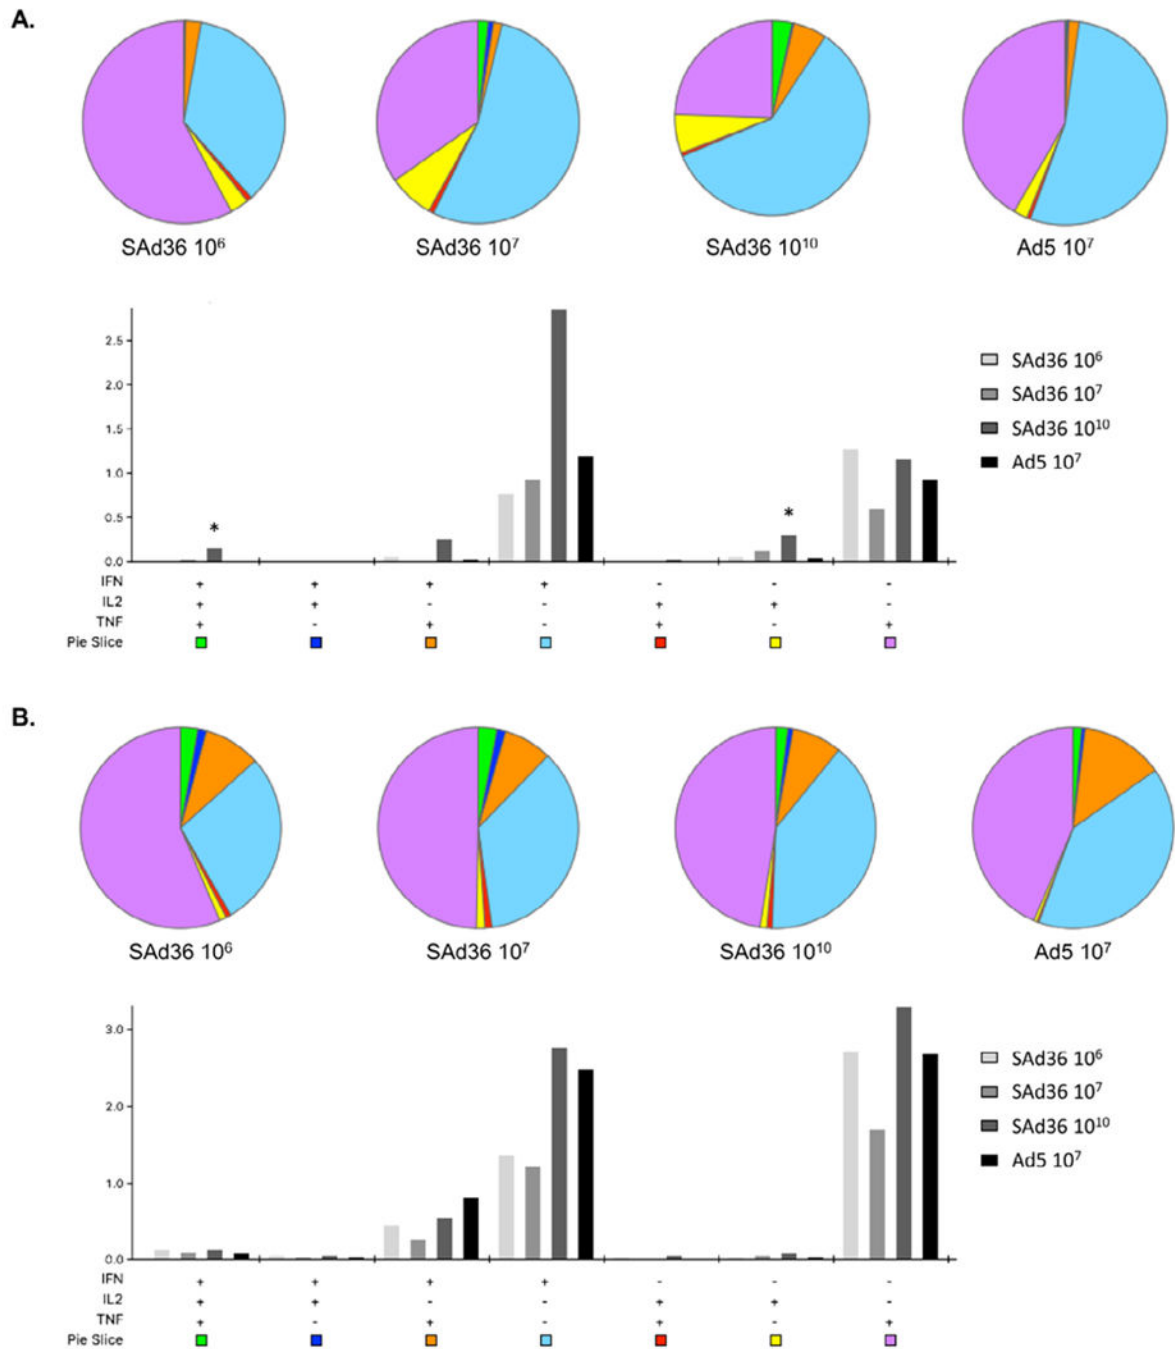 A.
SAd36 10⁶ SAd36 10⁷ SAd36 10¹⁰ Ad5 10⁷
2.5
2.0
1.5
1.0
0.5
0.0
* *
SAd36 10⁶
SAd36 10⁷
SAd36 10¹⁰
Ad5 10⁷
IFN + + + + - - -
IL2 + + - - + + -
TNF + - + - + - +
Pie Slice
B.
SAd36 10⁶ SAd36 10⁷ SAd36 10¹⁰ Ad5 10⁷
3.0
2.0
1.0
0.0
SAd36 10⁶
SAd36 10⁷
SAd36 10¹⁰
Ad5 10⁷
IFN + + + + - - -
IL2 + + - - + + -
TNF + - + - + - +
Pie Slice